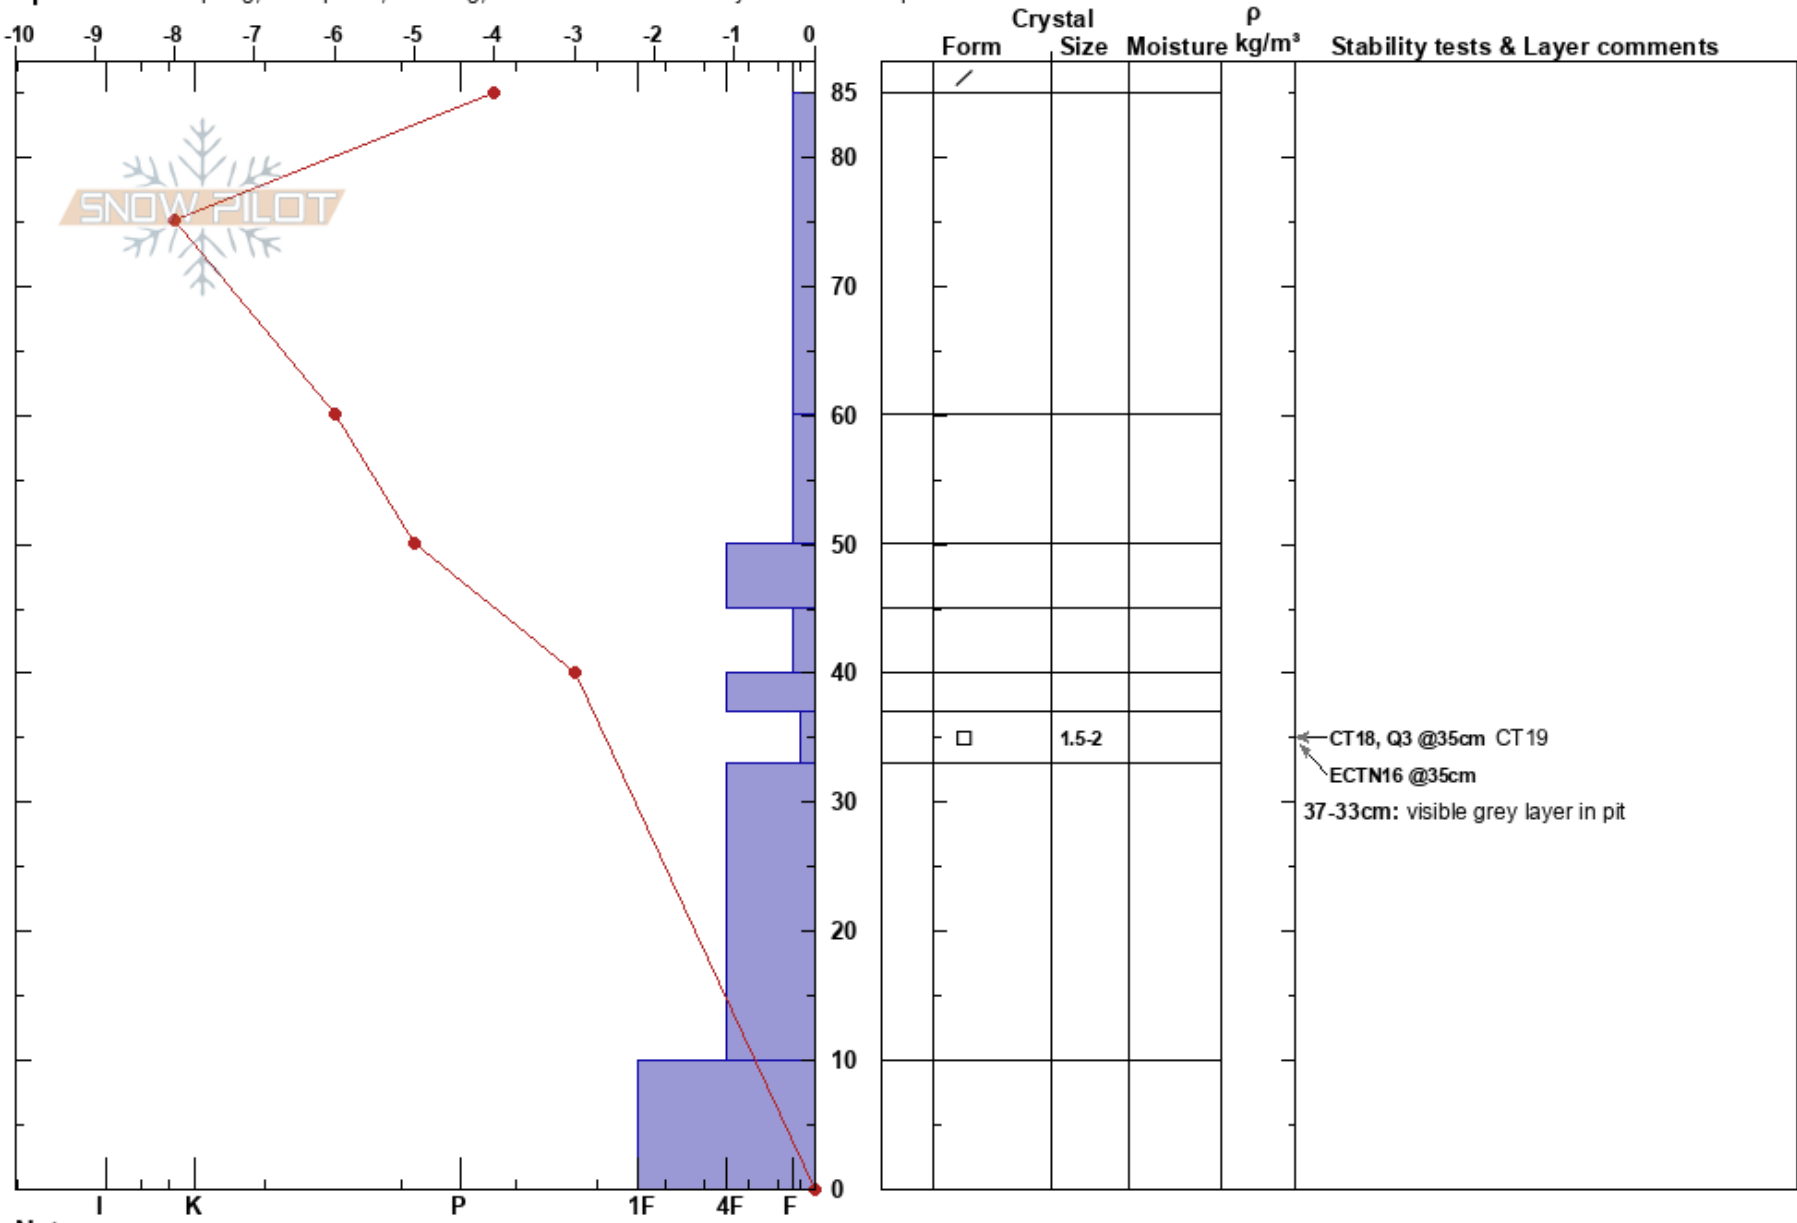 Crystal ρ
-10 -9 -8 -7 -6 -5 -4 -3 -2 -1 0
Form Size Moisture kg/m³ Stability tests & Layer comments
85
SNOW PILOT
80
70
60
50
40
1.5-2
CT18, Q3 @35cm CT19
ECTN16 @35cm
30
37-33cm: visible grey layer in pit
20
10
0
I K P 1F 4F F